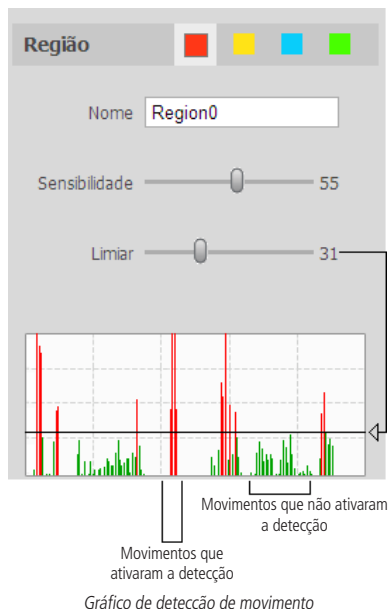 Região
Nome Region0
Sensibilidade 55
Limiar 31
Movimentos que não ativaram
a detecção
Movimentos que
ativaram a detecção
Gráfico de detecção de movimento